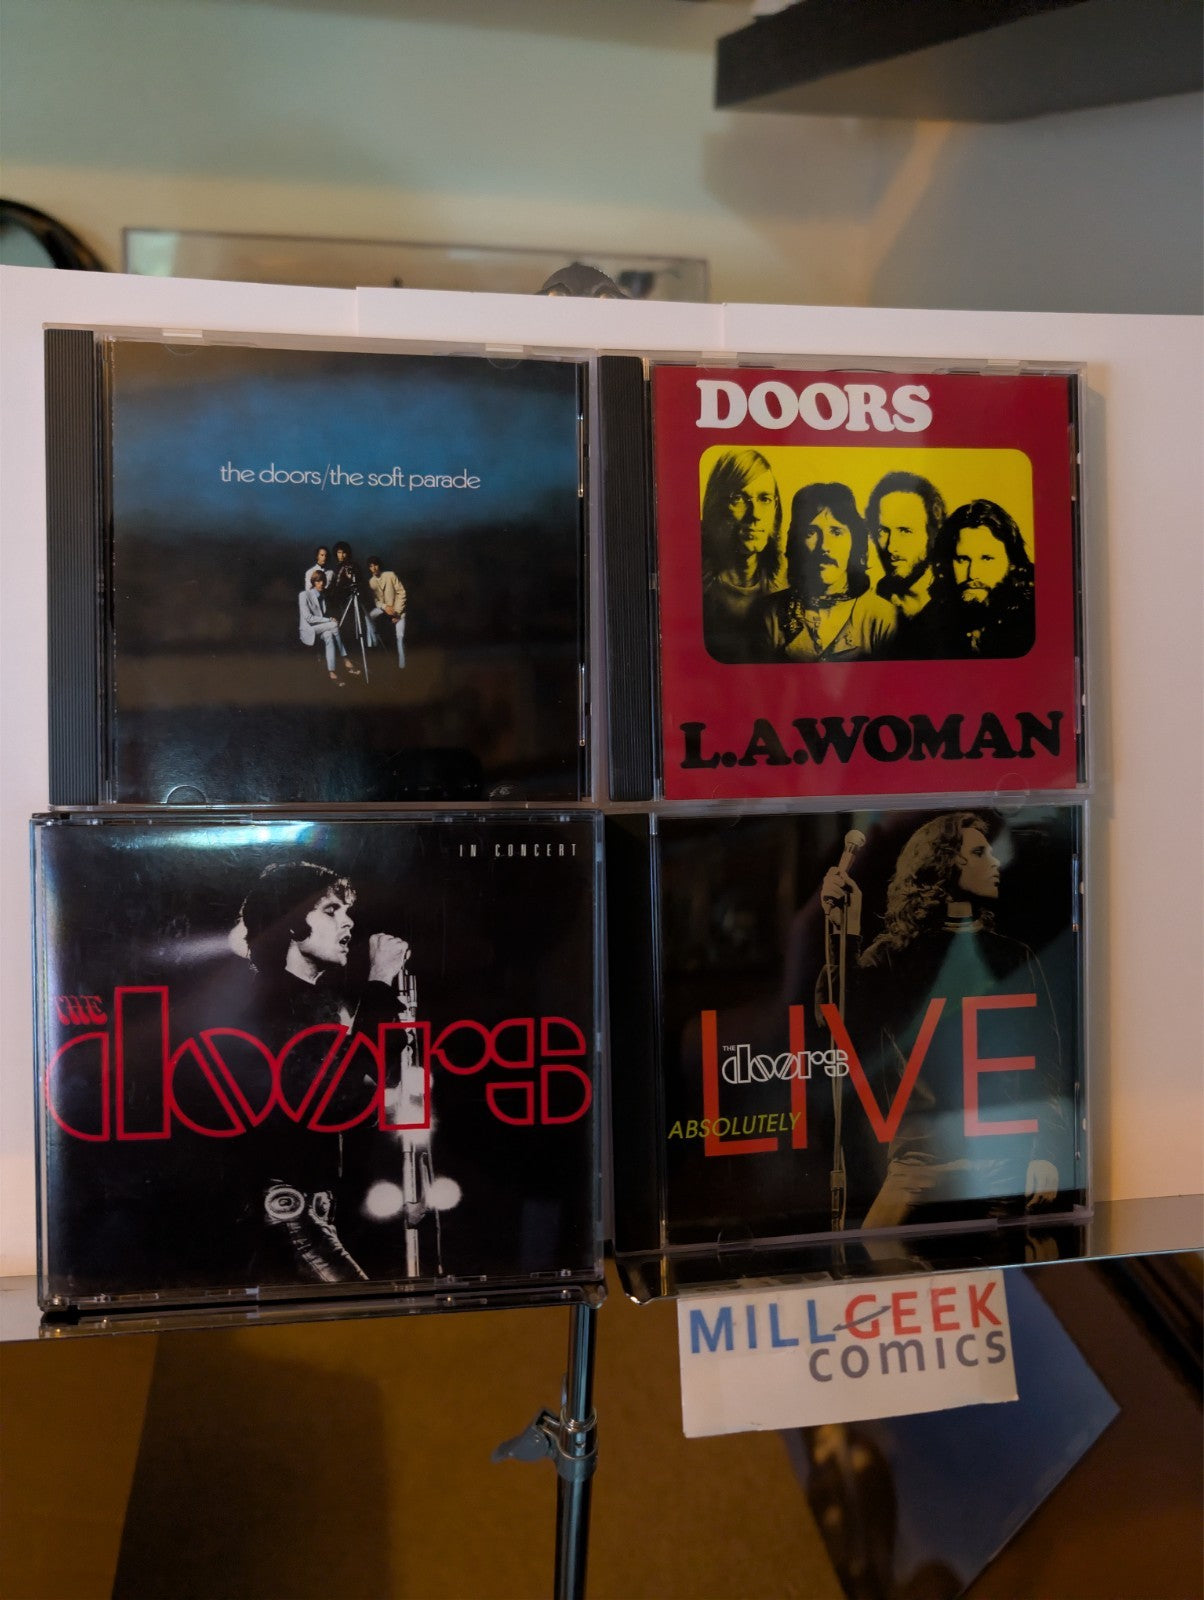 the doors/the soft parade
DOORS
L.A.WOMAN
IN CONCERT
THE
doors
LIVE
THE
doors
ABSOLUTELY
MILLGEEK
comics